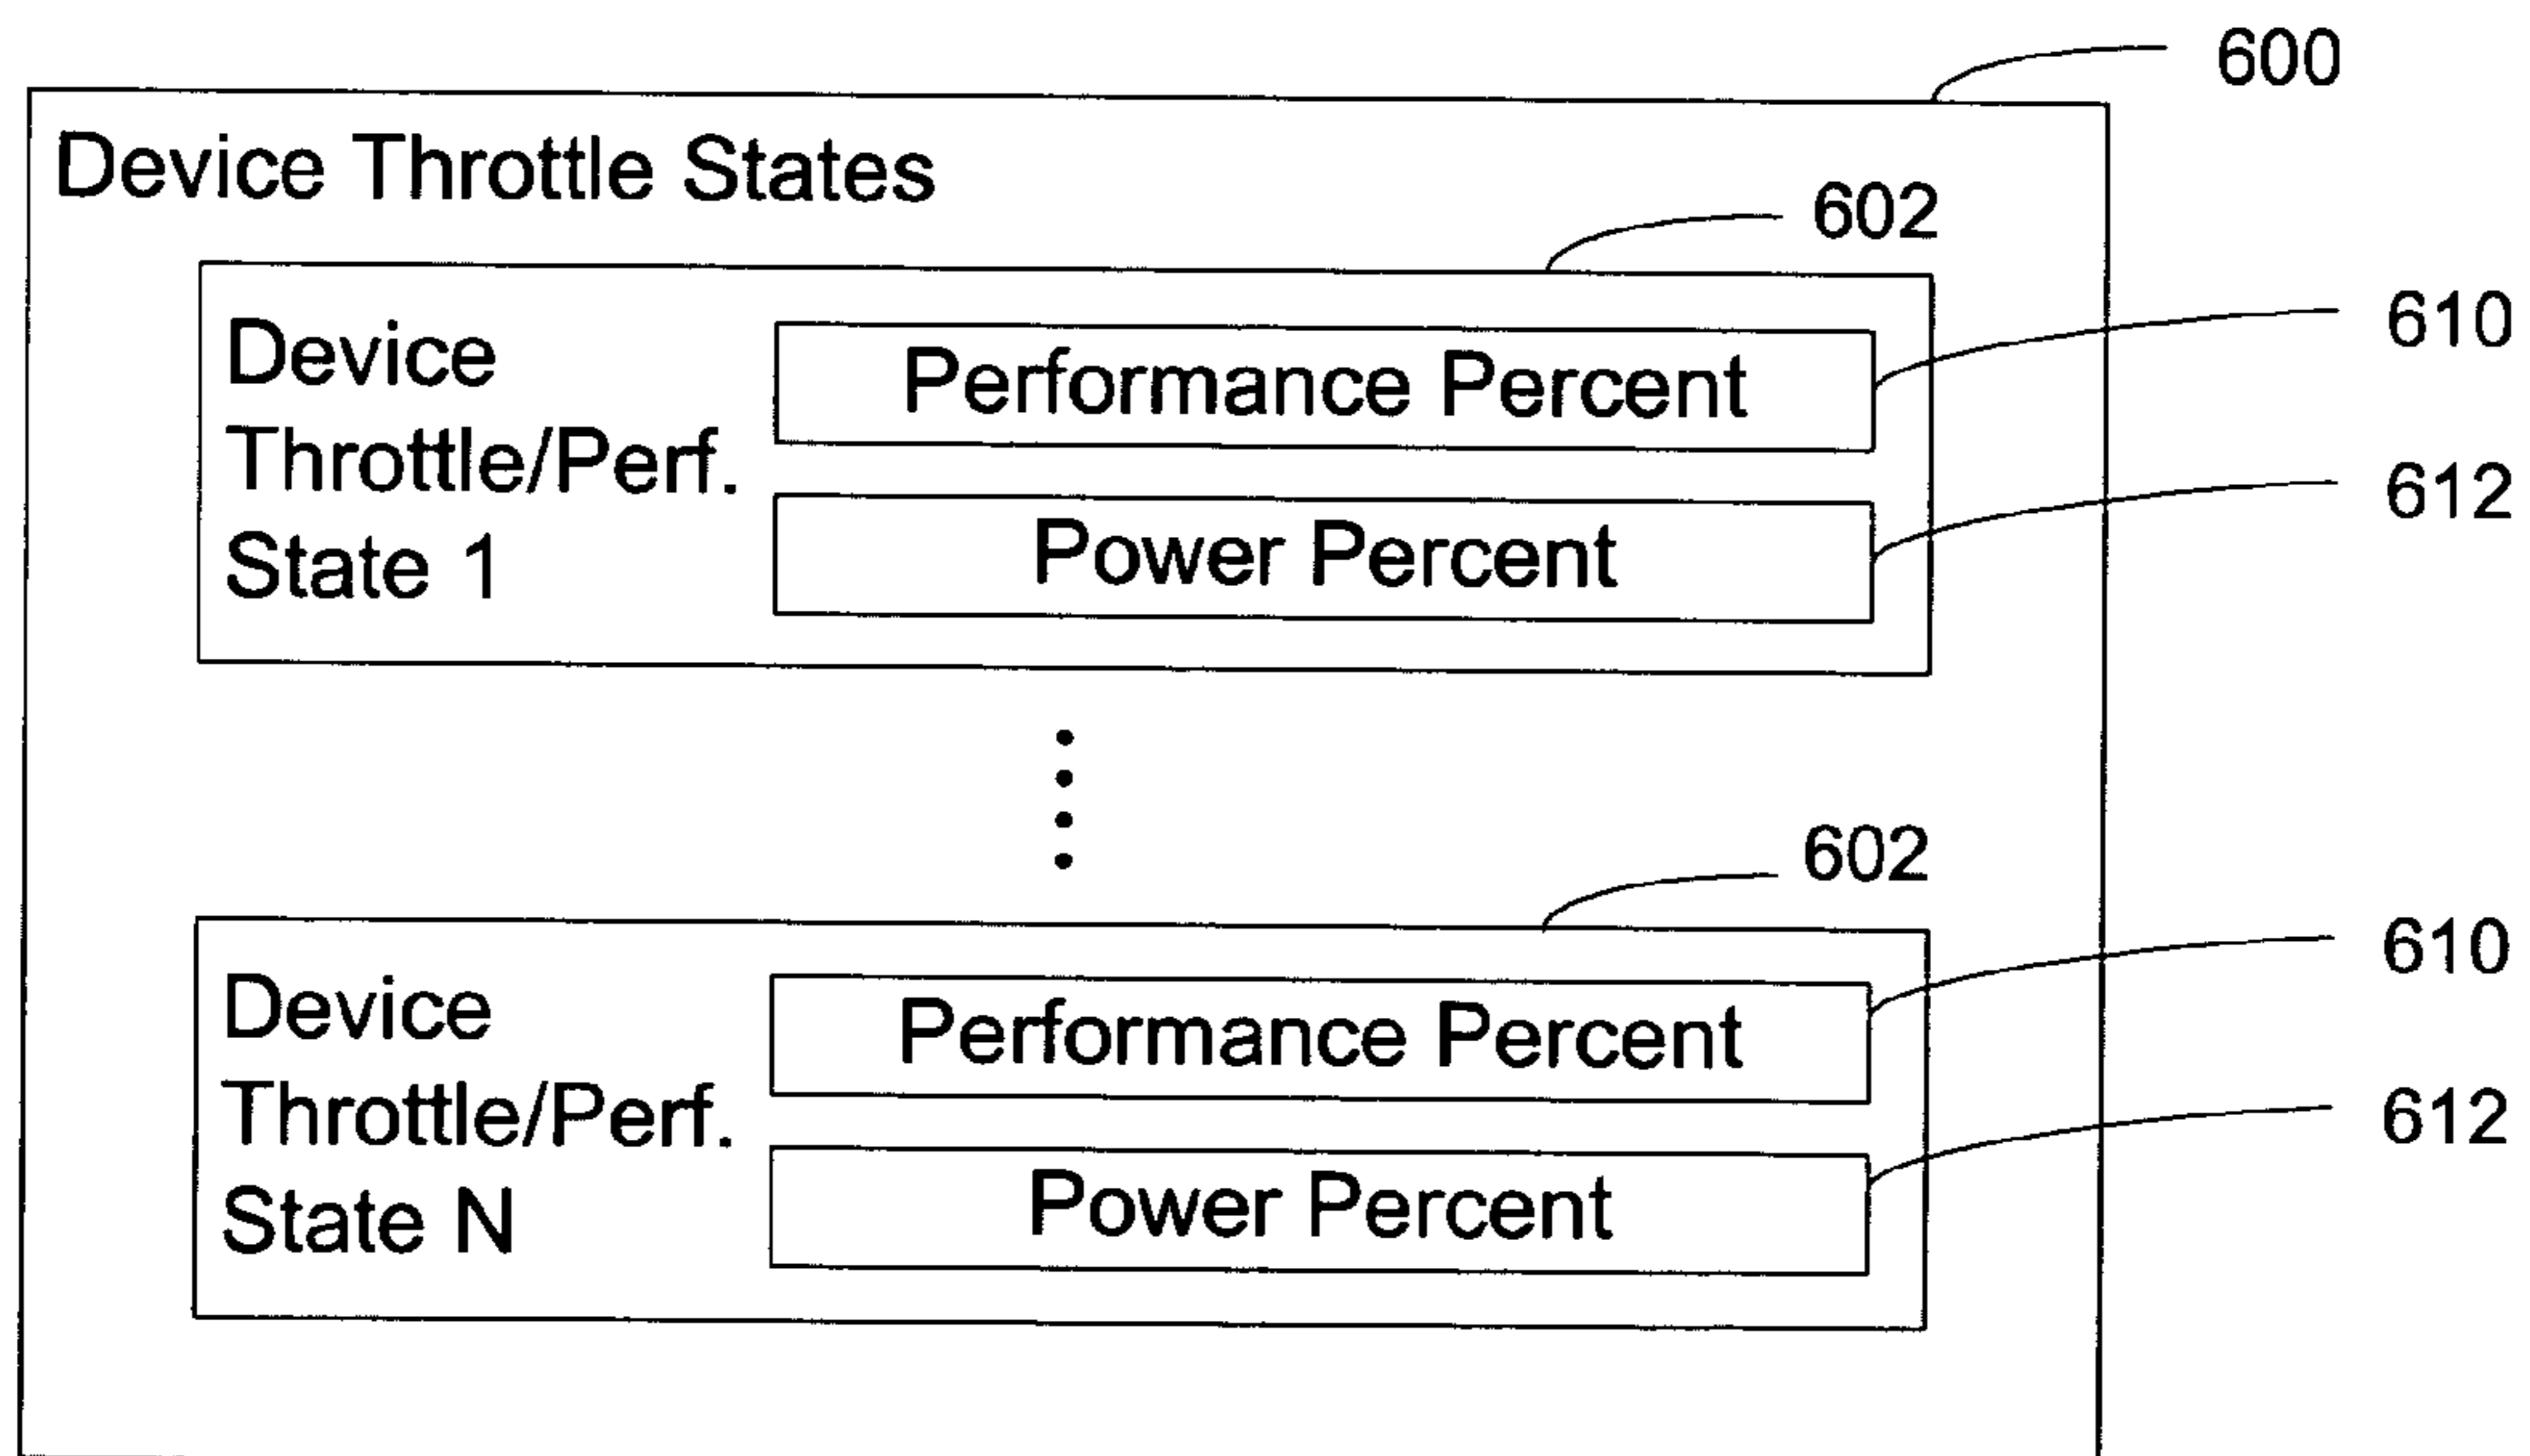 600
Device Throttle States
602
Device
Throttle/Perf.
State 1
Performance Percent
610
Power Percent
612
602
Device
Throttle/Perf.
State N
Performance Percent
610
Power Percent
612